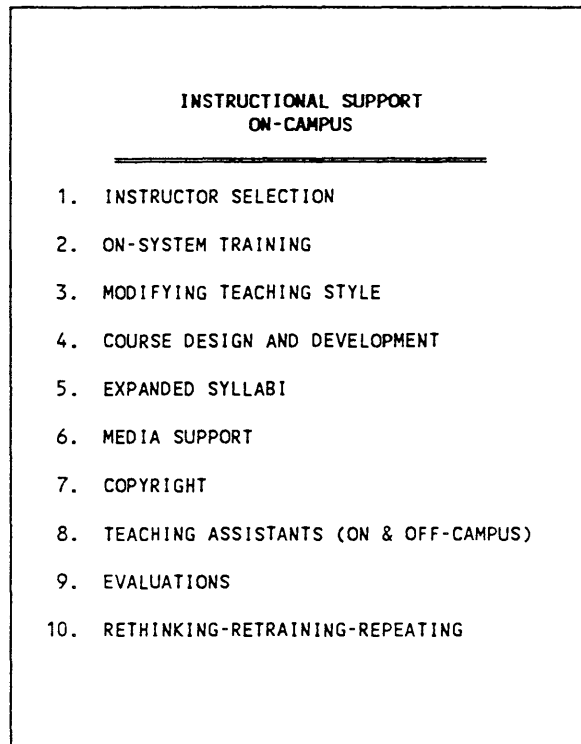 INSTRUCTIONAL SUPPORT
ON-CAMPUS
1. INSTRUCTOR SELECTION
2. ON-SYSTEM TRAINING
3. MODIFYING TEACHING STYLE
4. COURSE DESIGN AND DEVELOPMENT
5. EXPANDED SYLLABI
6. MEDIA SUPPORT
7. COPYRIGHT
8. TEACHING ASSISTANTS (ON & OFF-CAMPUS)
9. EVALUATIONS
10. RETHINKING-RETRAINING-REPEATING